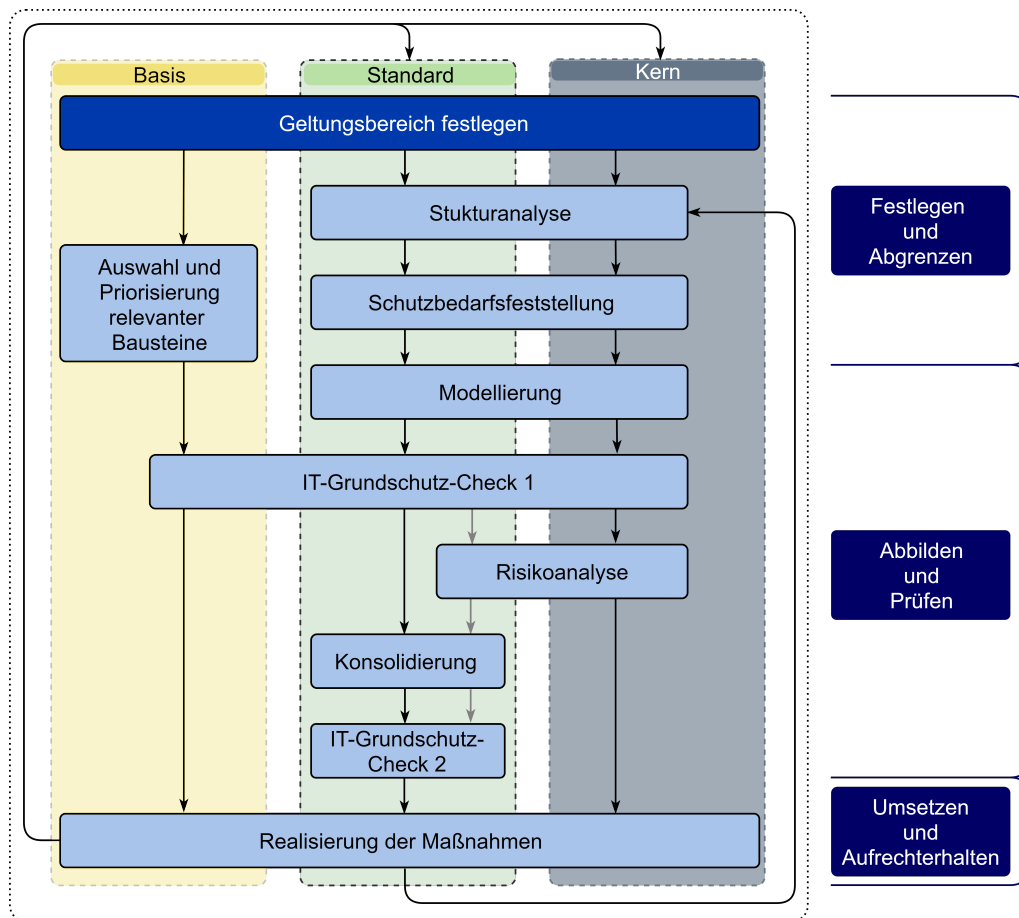 Basis
Standard
Kern
Geltungsbereich festlegen
Stukturanalyse
Festlegen
und
Abgrenzen
Auswahl und
Priorisierung
relevanter
Bausteine
Schutzbedarfsfeststellung
Modellierung
IT-Grundschutz-Check 1
Risikoanalyse
Abbilden
und
Prüfen
Konsolidierung
IT-Grundschutz-
Check 2
Realisierung der Maßnahmen
Umsetzen
und
Aufrechterhalten